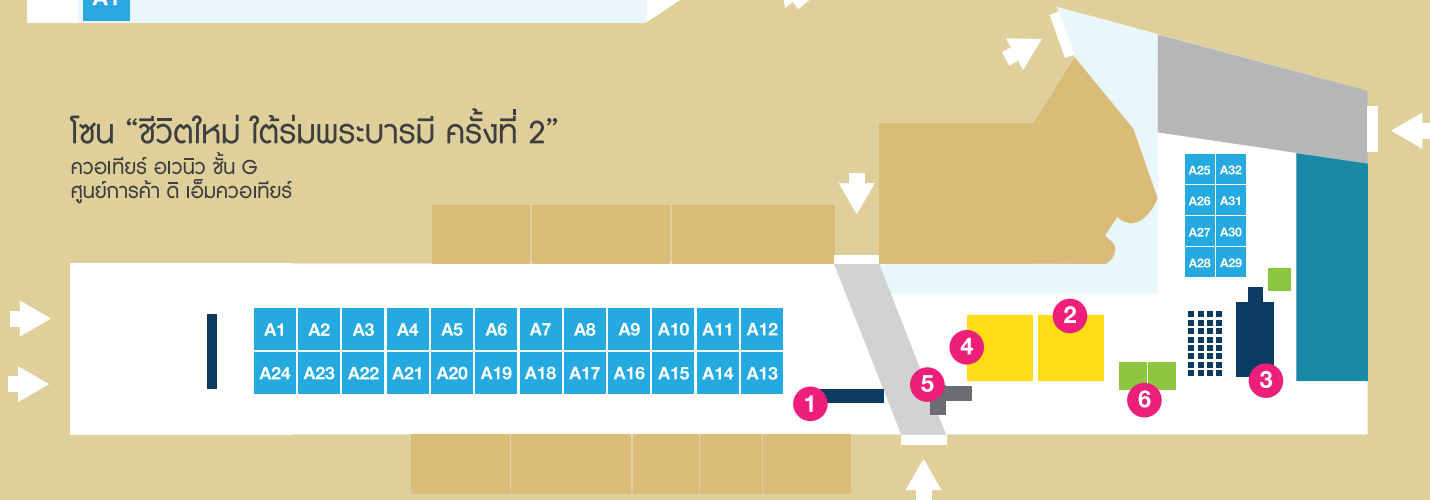 A1
โซน “ชีวิตใหม่ ใต้ร่มพระบารมี ครั้งที่ 2”
ควอเทียร์ อเวนิว ชั้น G
ศูนย์การค้า ดิ เอ็มควอเทียร์
A25 A32
A26 A31
A27 A30
A28 A29
A1 A2 A3 A4 A5 A6 A7 A8 A9 A10 A11 A12
A24 A23 A22 A21 A20 A19 A18 A17 A16 A15 A14 A13
2
4
5
3
6
1